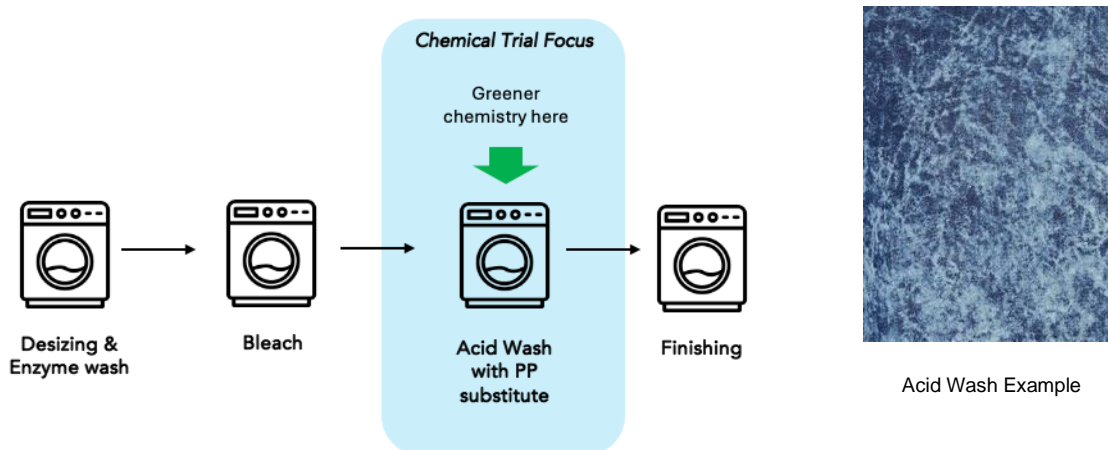 Chemical Trial Focus
Greener
chemistry here
Desizing &
Enzyme wash
Bleach
Acid Wash
with PP
substitute
Finishing
Acid Wash Example